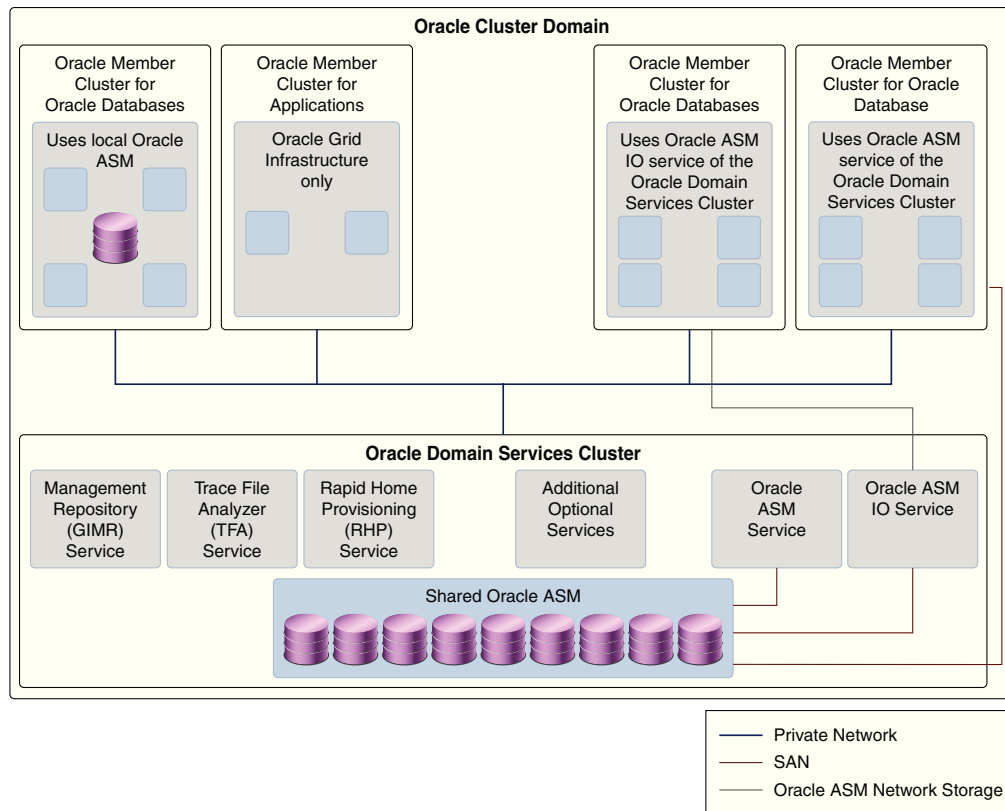 Oracle Cluster Domain
Oracle Member
Cluster for
Oracle Databases
Uses local Oracle
ASM
Oracle Member
Cluster for
Applications
Oracle Grid
Infrastructure
only
Oracle Member
Cluster for
Oracle Databases
Uses Oracle ASM
IO service of the
Oracle Domain
Services Cluster
Oracle Member
Cluster for Oracle
Database
Uses Oracle ASM
service of the
Oracle Domain
Services Cluster
Oracle Domain Services Cluster
Management
Repository
(GIMR)
Service
Trace File
Analyzer
(TFA)
Service
Rapid Home
Provisioning
(RHP)
Service
Additional
Optional
Services
Oracle
ASM
Service
Oracle ASM
IO Service
Shared Oracle ASM
Private Network
SAN
Oracle ASM Network Storage